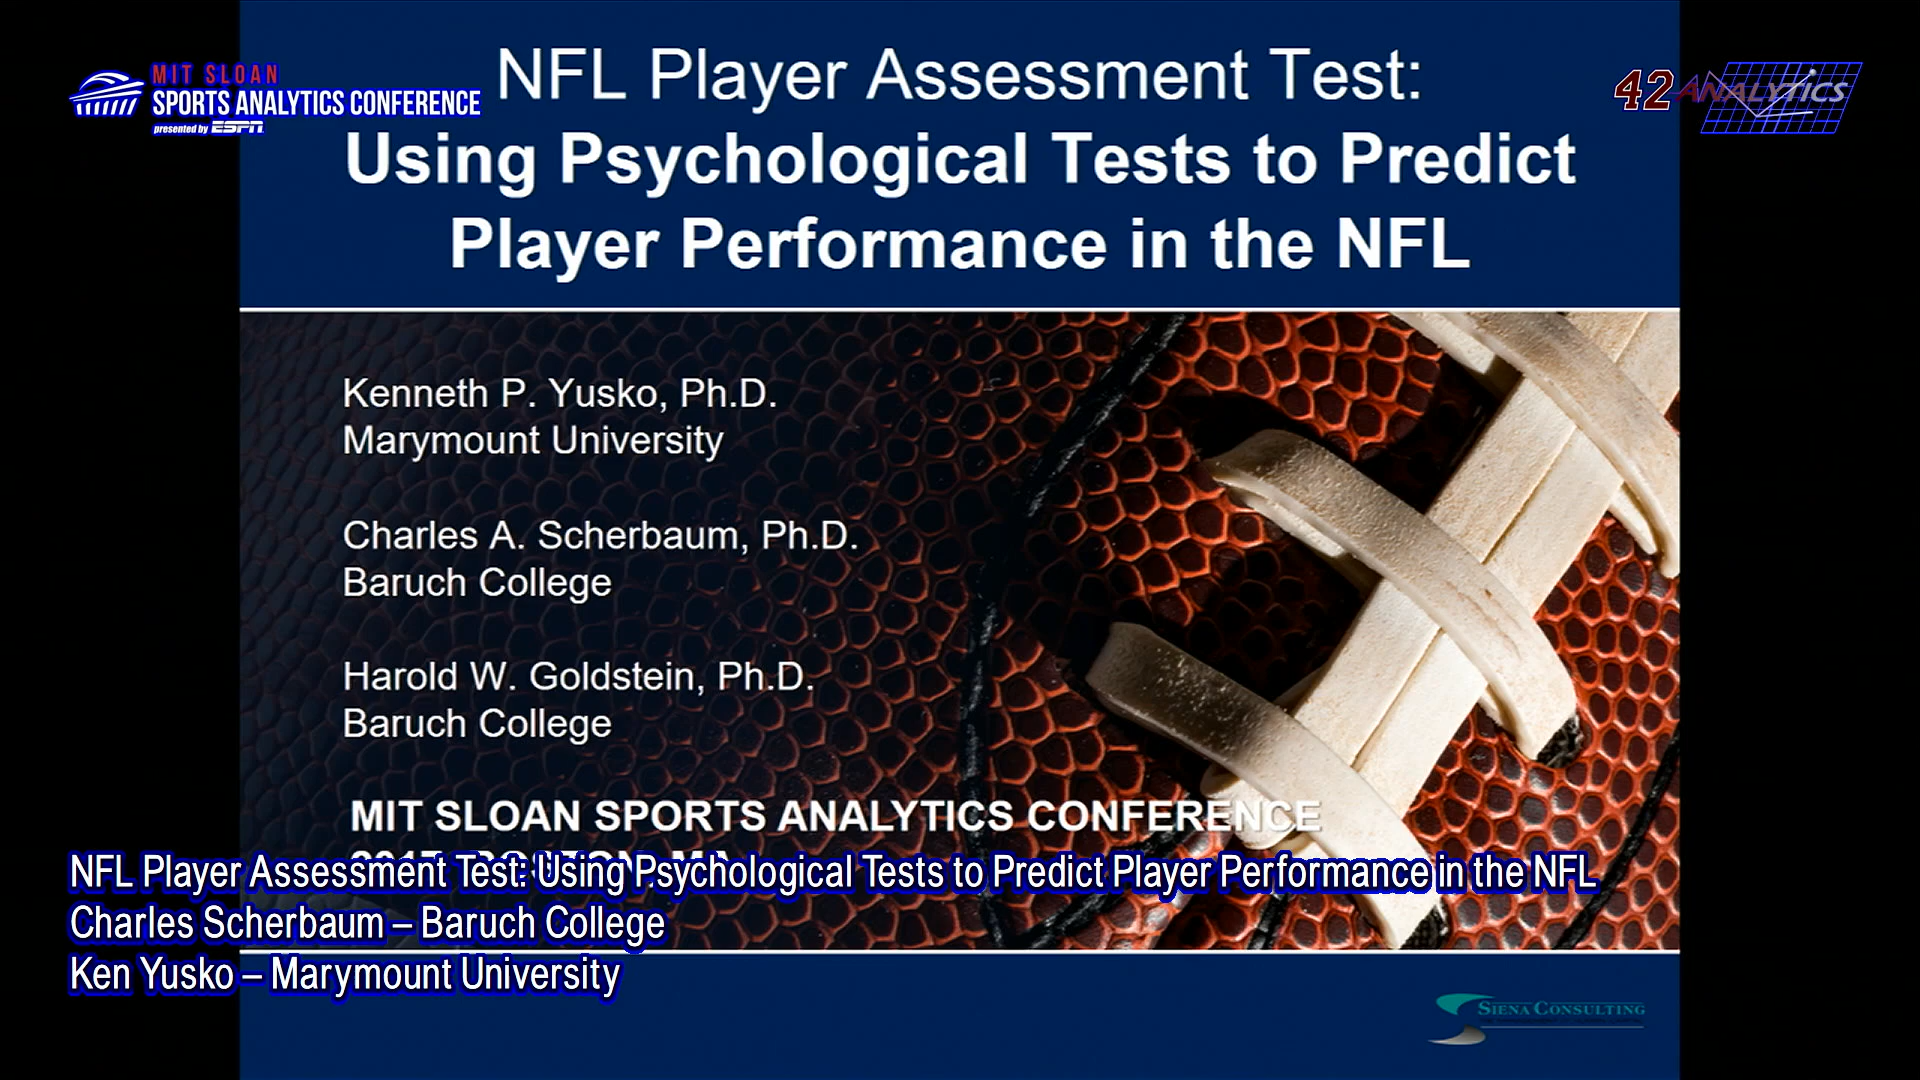 MIT SLOAN
SPORTS ANALYTICS CONFERENCE
presented by ESPN
42 ANALYTICS
NFL Player Assessment Test:
Using Psychological Tests to Predict
Player Performance in the NFL
Kenneth P. Yusko, Ph.D.
Marymount University
Charles A. Scherbaum, Ph.D.
Baruch College
Harold W. Goldstein, Ph.D.
Baruch College
MIT SLOAN SPORTS ANALYTICS CONFERENCE
NFL Player Assessment Test: Using Psychological Tests to Predict Player Performance in the NFL
Charles Scherbaum – Baruch College
Ken Yusko – Marymount University
SIENA CONSULTING